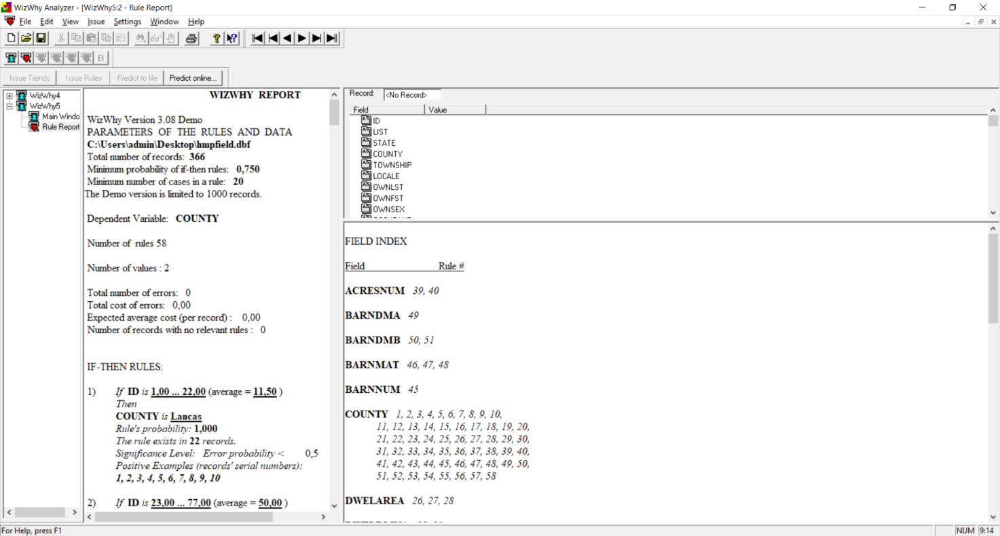 WizWhy Analyzer - [WizWhy5:2 - Rule Report]
File Edit View Issue Settings Window Help
Issue Trends Issue Rules Predict to file Predict online...
WizWhy4
WizWhy5
Main Windo
Rule Report
WIZWHY REPORT
WizWhy Version 3.08 Demo
PARAMETERS OF THE RULES AND DATA
C:\Users\admin\Desktop\hmpfield.dbf
Total number of records: 366
Minimum probability of if-then rules: 0,750
Minimum number of cases in a rule: 20
The Demo version is limited to 1000 records.
Dependent Variable: COUNTY
Number of rules 58
Number of values : 2
Total number of errors: 0
Total cost of errors: 0,00
Expected average cost (per record) : 0,00
Number of records with no relevant rules : 0
IF-THEN RULES:
1) If ID is 1,00 ... 22,00 (average = 11,50 )
Then
COUNTY is Lancas
Rule's probability: 1,000
The rule exists in 22 records.
Significance Level: Error probability < 0,5
Positive Examples (records' serial numbers):
1, 2, 3, 4, 5, 6, 7, 8, 9, 10
2) If ID is 23,00 ... 77,00 (average = 50,00 )
Record: <No Record>
Field Value
ID
LIST
STATE
COUNTY
TOWNSHIP
LOCALE
OWNLST
OWNFST
OWNSEX
FIELD INDEX
Field Rule #
ACRESNUM 39, 40
BARNDMA 49
BARNDMB 50, 51
BARNMAT 46, 47, 48
BARNNUM 45
COUNTY 1, 2, 3, 4, 5, 6, 7, 8, 9, 10,
11, 12, 13, 14, 15, 16, 17, 18, 19, 20,
21, 22, 23, 24, 25, 26, 27, 28, 29, 30,
31, 32, 33, 34, 35, 36, 37, 38, 39, 40,
41, 42, 43, 44, 45, 46, 47, 48, 49, 50,
51, 52, 53, 54, 55, 56, 57, 58
DWELAREA 26, 27, 28
For Help, press F1
NUM 9:14